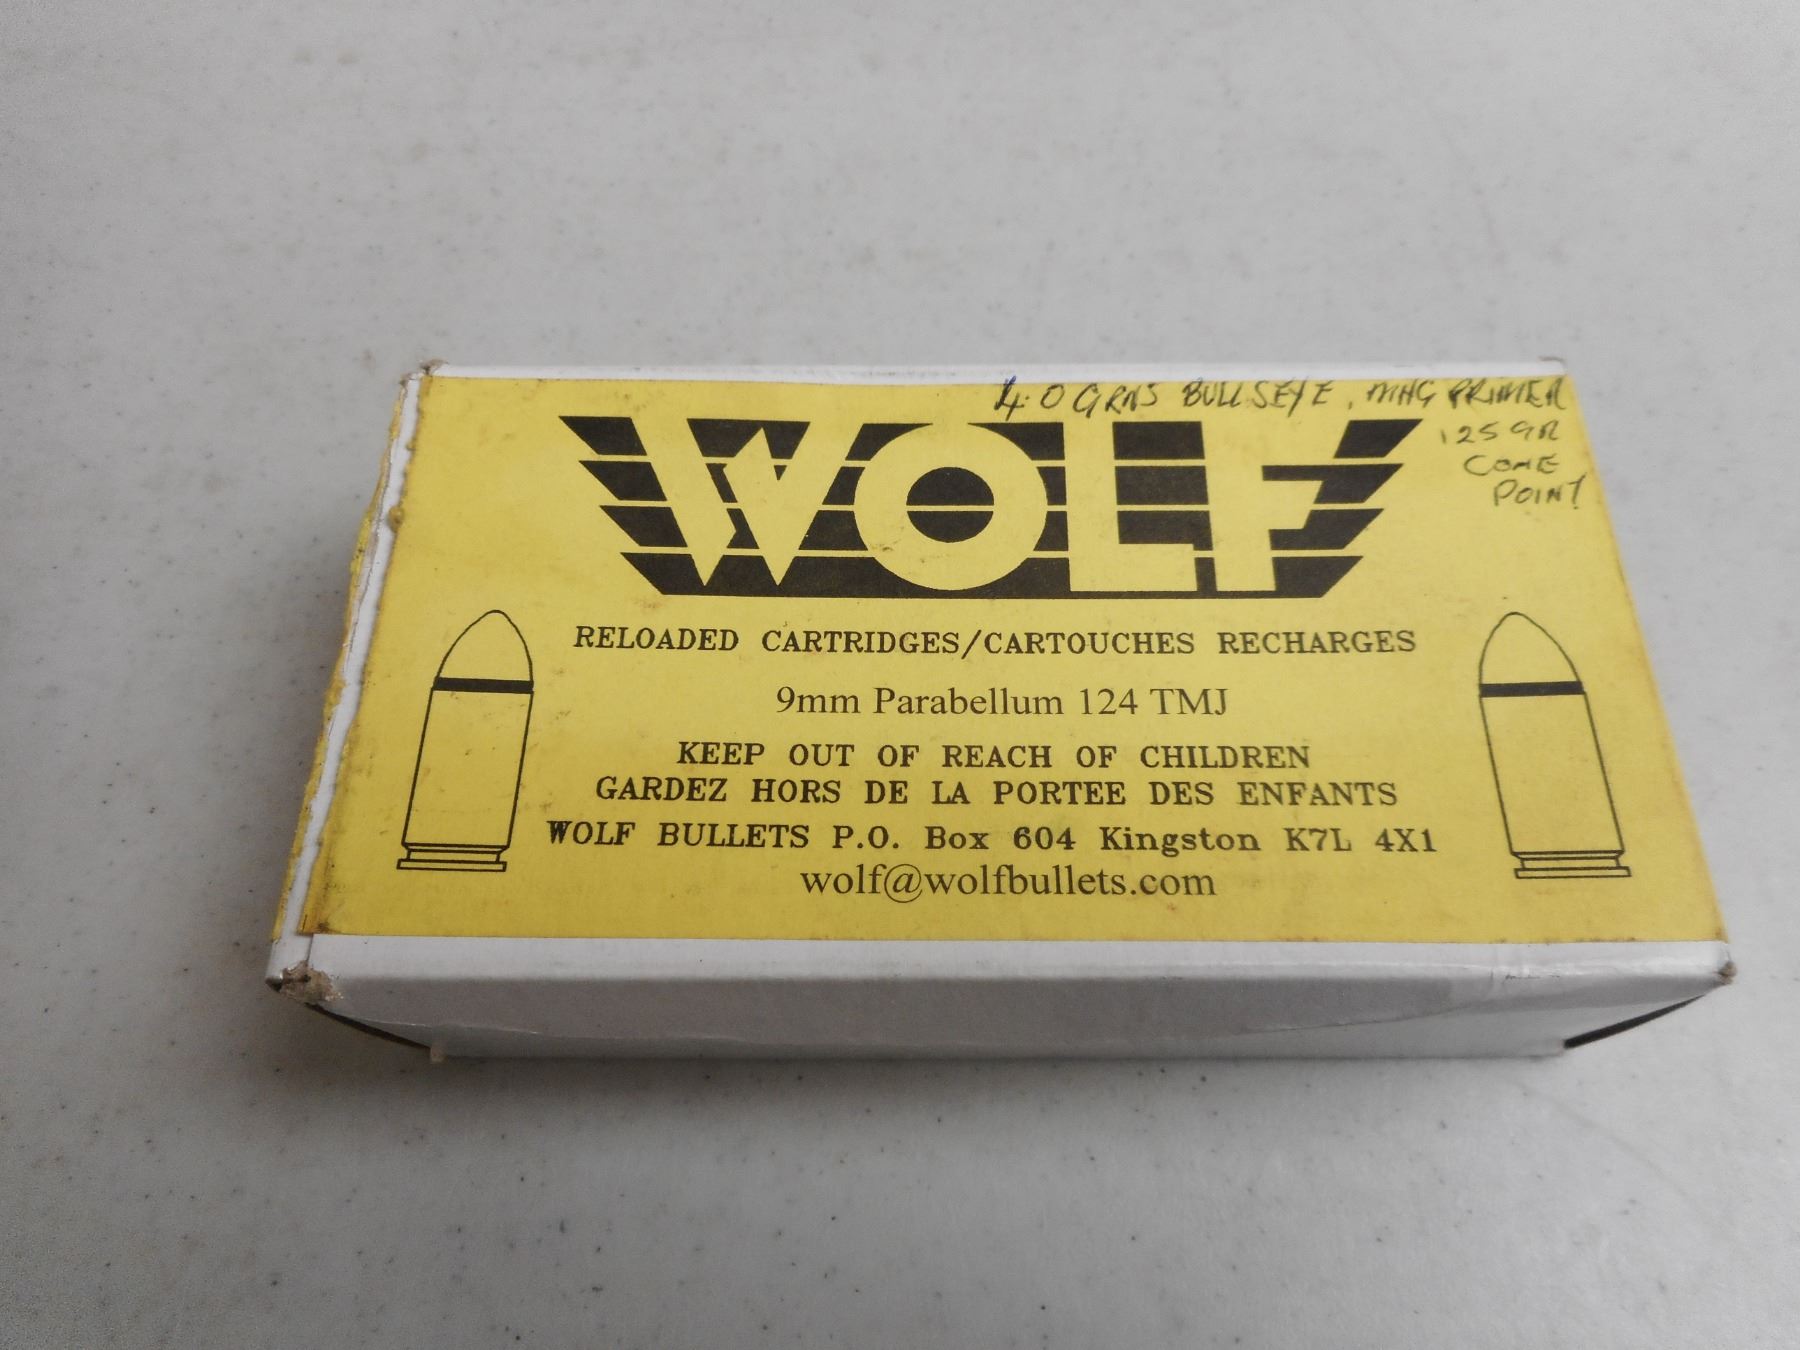 4.0 GRNS BULLSEYE, MAG PRIMER
125 GR
CONE
POINT
WOLF
RELOADED CARTRIDGES/CARTOUCHES RECHARGES
9mm Parabellum 124 TMJ
KEEP OUT OF REACH OF CHILDREN
GARDEZ HORS DE LA PORTEE DES ENFANTS
WOLF BULLETS P.O. Box 604 Kingston K7L 4X1
wolf@wolfbullets.com